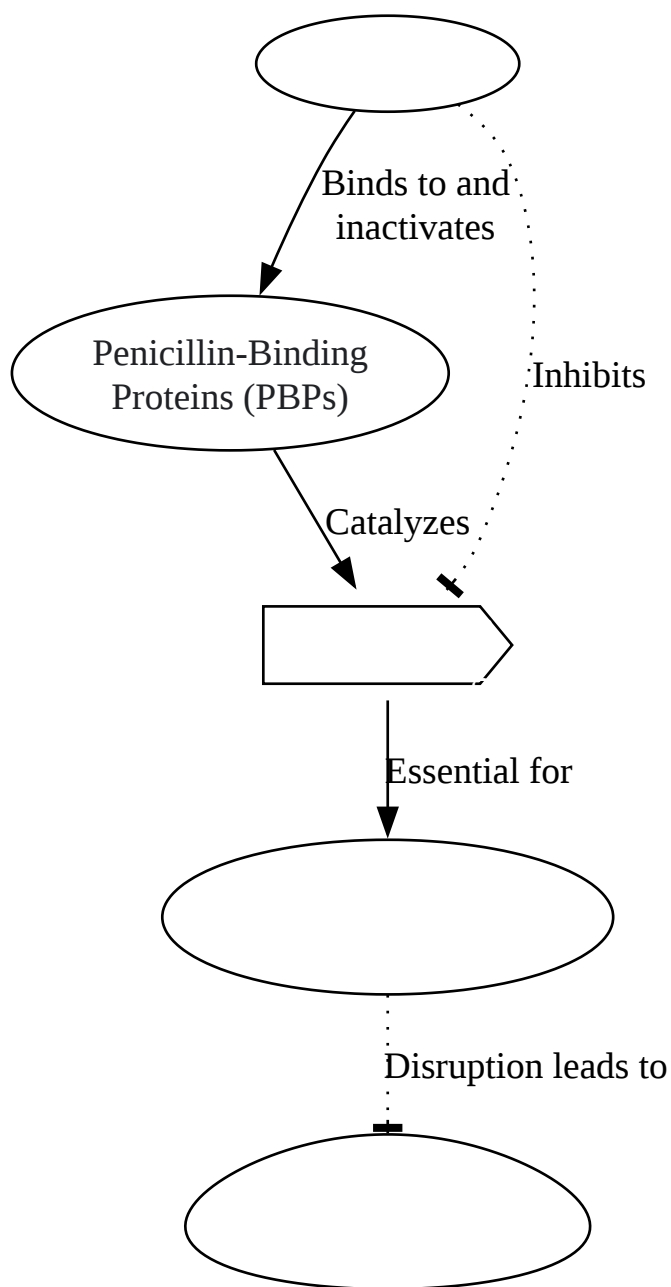 Binds to and
inactivates
Penicillin-Binding
Proteins (PBPs)
Inhibits
Catalyzes
Essential for
Disruption leads to